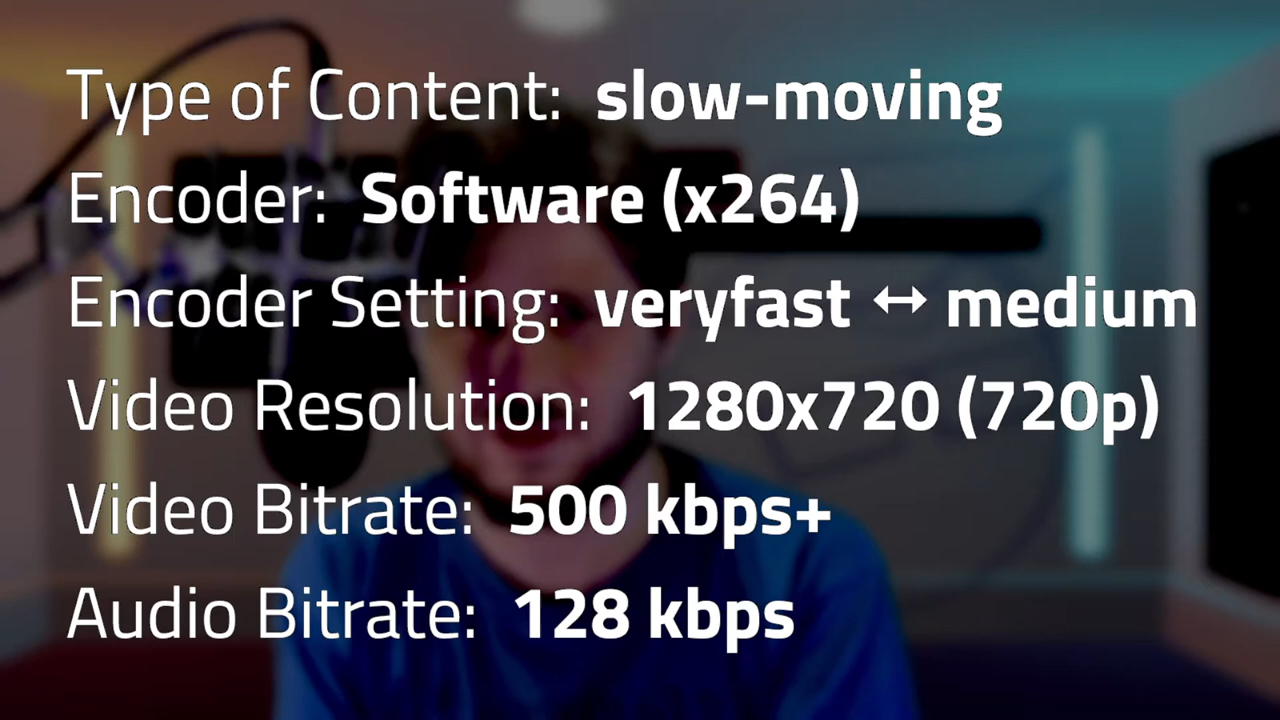 Type of Content: slow-moving
Encoder: Software (x264)
Encoder Setting: veryfast ↔ medium
Video Resolution: 1280x720 (720p)
Video Bitrate: 500 kbps+
Audio Bitrate: 128 kbps